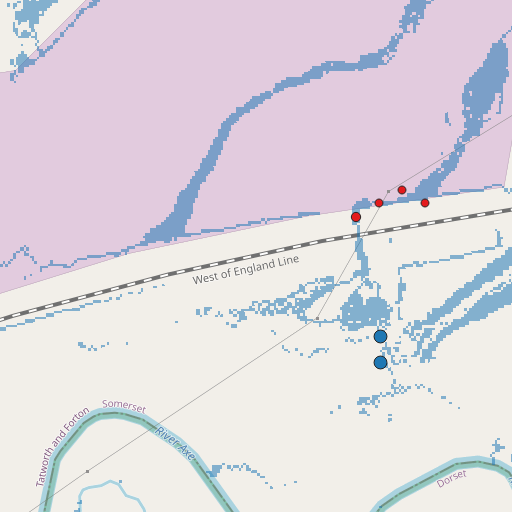 West of England Line
Somerset
Tatworth and Forton
River Axe
Dorset